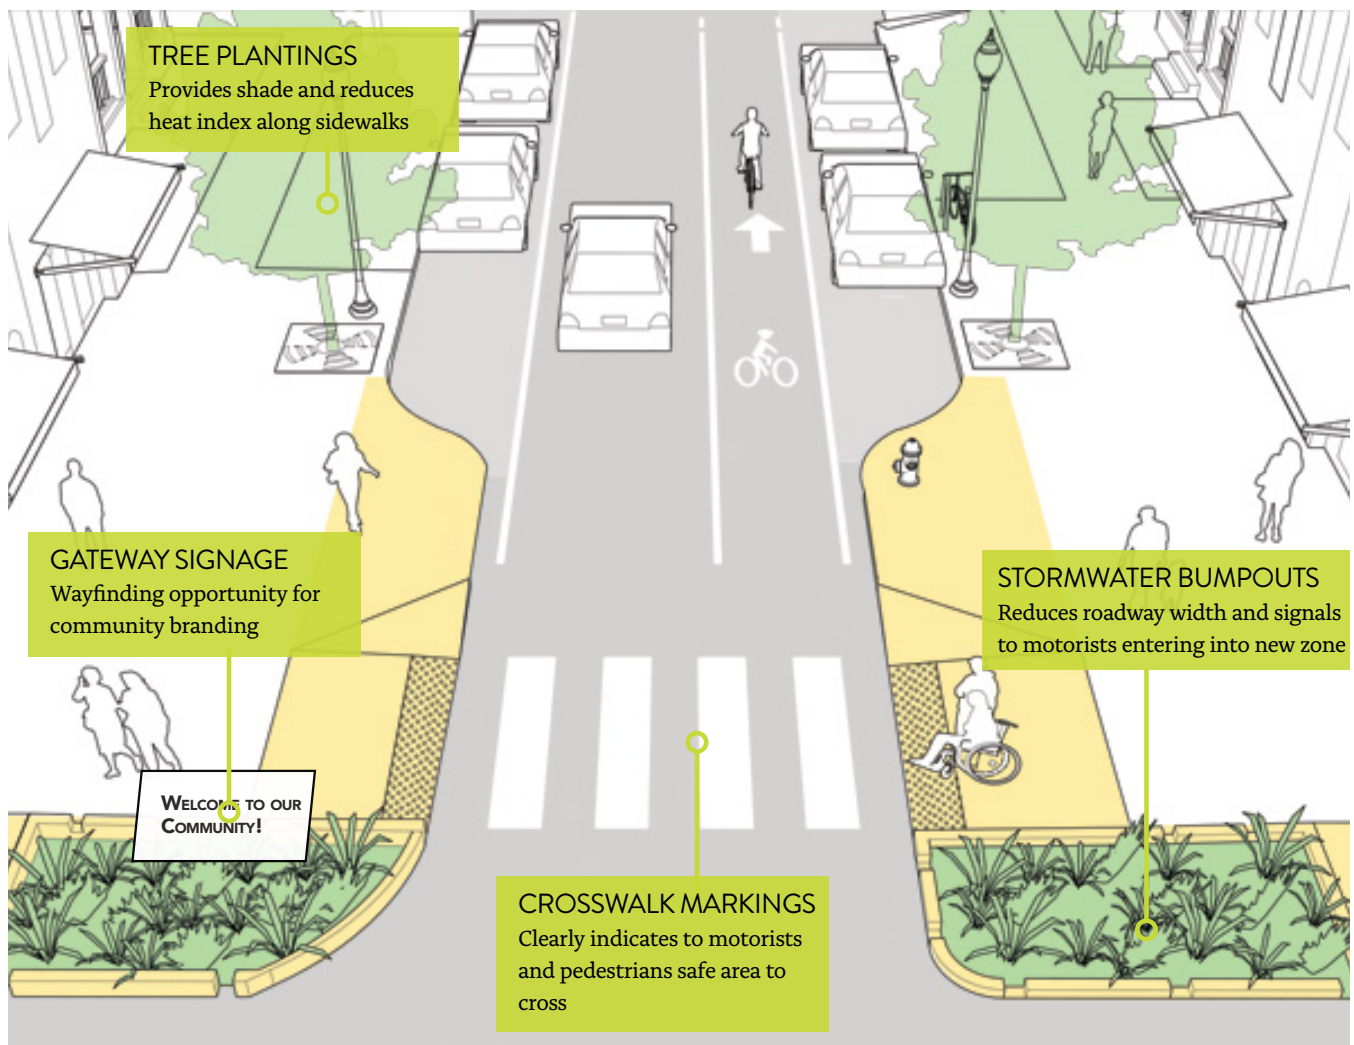 TREE PLANTINGS
Provides shade and reduces
heat index along sidewalks
GATEWAY SIGNAGE
Wayfinding opportunity for
community branding
STORMWATER BUMPOUTS
Reduces roadway width and signals
to motorists entering into new zone
WELCOME TO OUR
COMMUNITY!
CROSSWALK MARKINGS
Clearly indicates to motorists
and pedestrians safe area to
cross